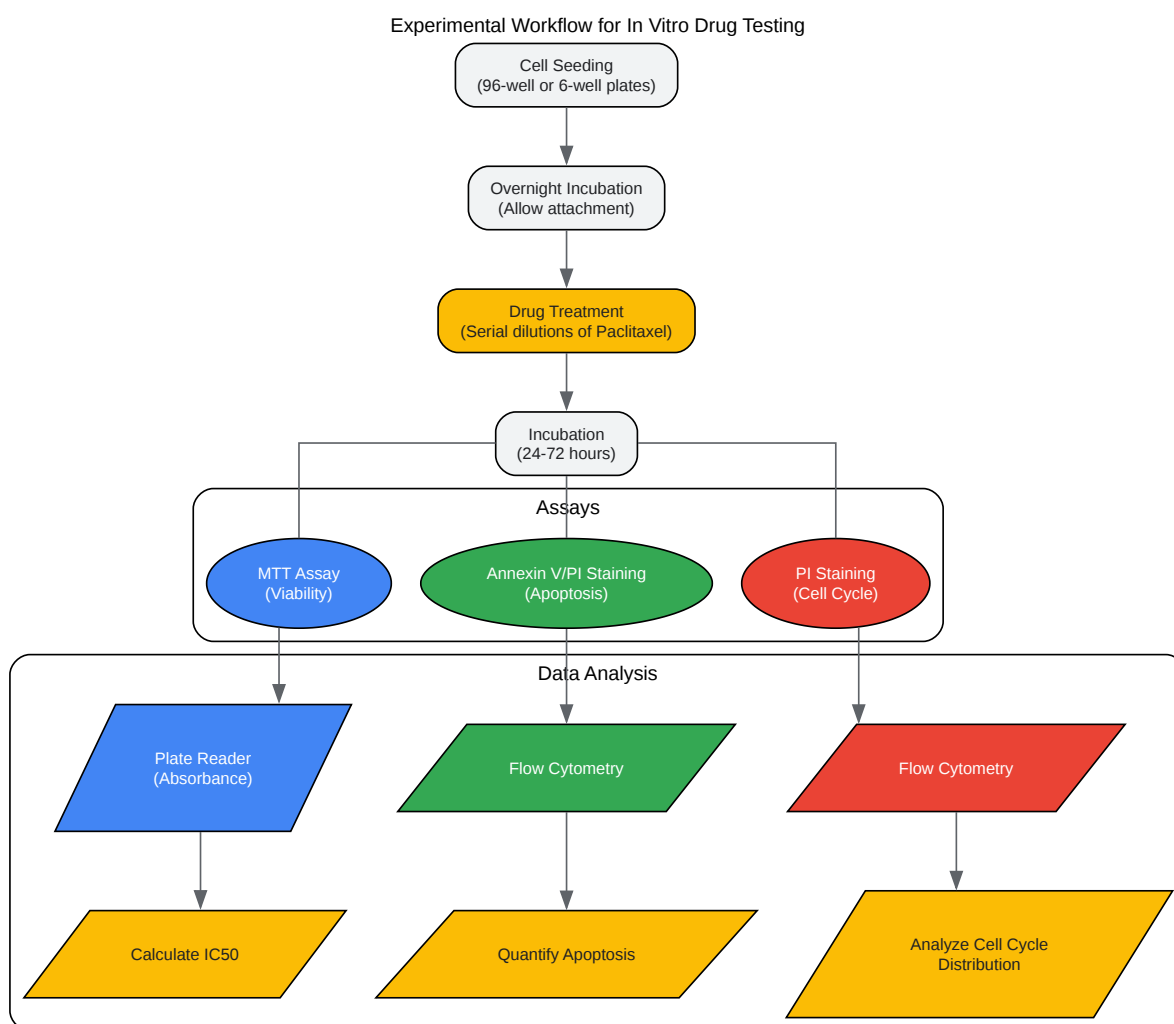 Experimental Workflow for In Vitro Drug Testing
Cell Seeding
(96-well or 6-well plates)
Overnight Incubation
(Allow attachment)
Drug Treatment
(Serial dilutions of Paclitaxel)
Incubation
(24-72 hours)
Assays
MTT Assay
(Viability)
Annexin V/PI Staining
(Apoptosis)
PI Staining
(Cell Cycle)
Data Analysis
Plate Reader
(Absorbance)
Flow Cytometry
Flow Cytometry
Calculate IC50
Quantify Apoptosis
Analyze Cell Cycle
Distribution